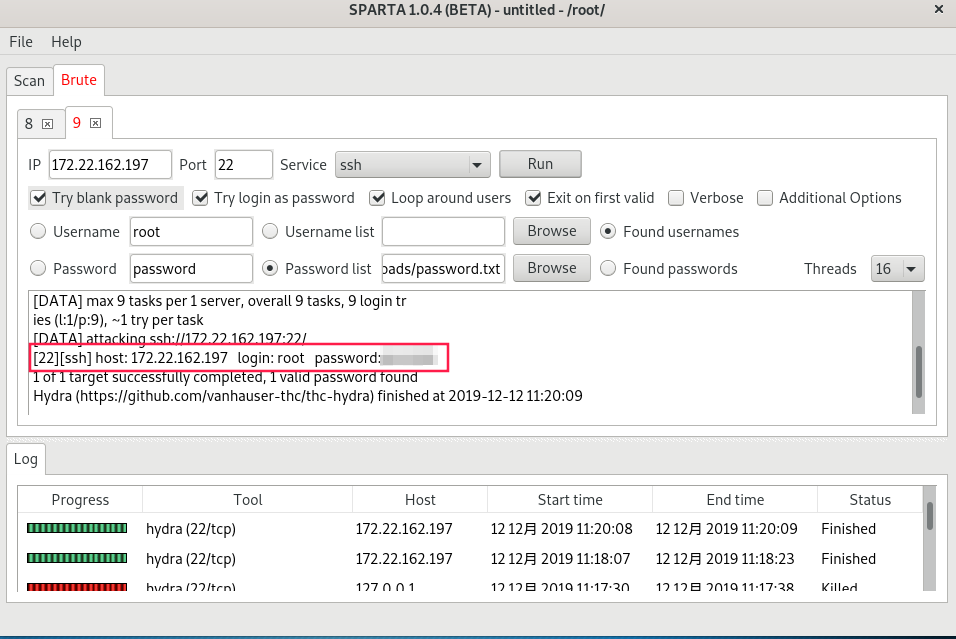 SPARTA 1.0.4 (BETA) - untitled - /root/
File Help
Scan Brute
8 9
IP 172.22.162.197 Port 22 Service ssh Run
Try blank password Try login as password Loop around users Exit on first valid Verbose Additional Options
Username root Username list Browse Found usernames
Password password Password list oads/password.txt Browse Found passwords Threads 16
[DATA] max 9 tasks per 1 server, overall 9 tasks, 9 login tr
ies (l:1/p:9), ~1 try per task
[DATA] attacking ssh://172.22.162.197:22/
[22][ssh] host: 172.22.162.197 login: root password:
1 of 1 target successfully completed, 1 valid password found
Hydra (https://github.com/vanhauser-thc/thc-hydra) finished at 2019-12-12 11:20:09
Log
Progress Tool Host Start time End time Status
hydra (22/tcp) 172.22.162.197 12 12月 2019 11:20:08 12 12月 2019 11:20:09 Finished
hydra (22/tcp) 172.22.162.197 12 12月 2019 11:18:07 12 12月 2019 11:18:23 Finished
hydra (22/tcp) 127.0.0.1 12 12月 2019 11:17:30 12 12月 2019 11:17:38 Killed